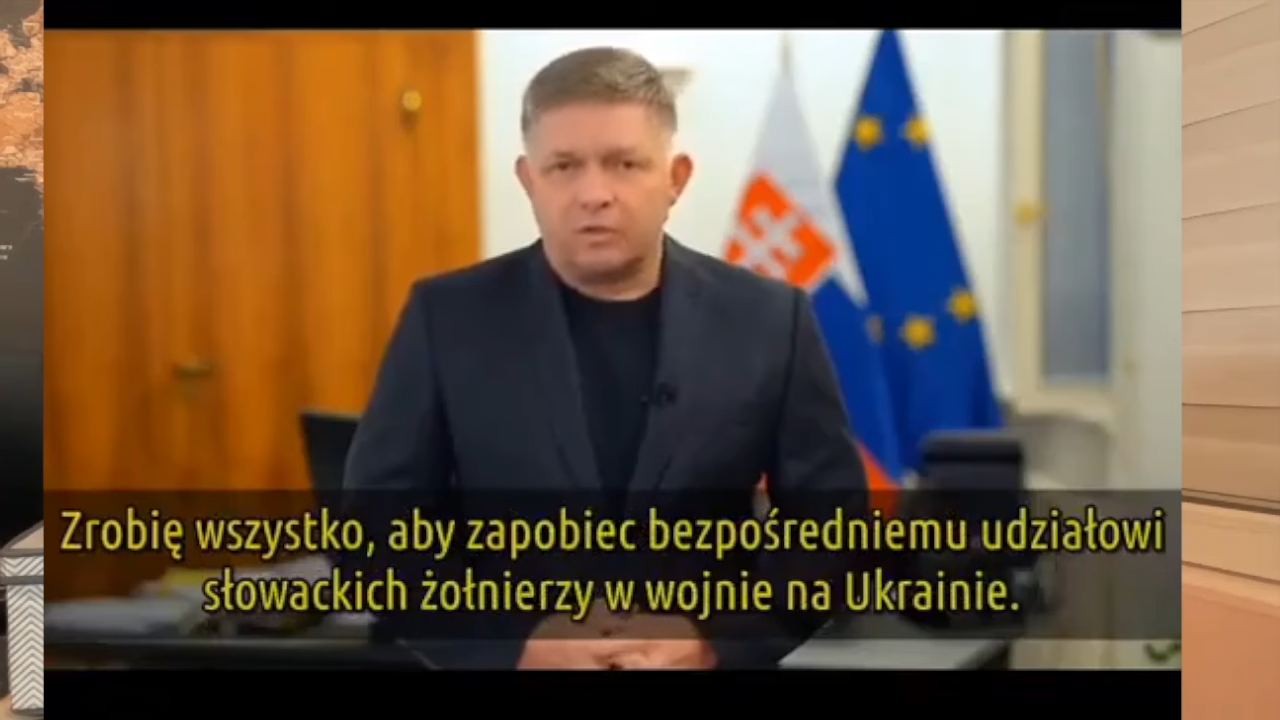 Zrobię wszystko, aby zapobiec bezpośredniemu udziałowi
słowackich żołnierzy w wojnie na Ukrainie.